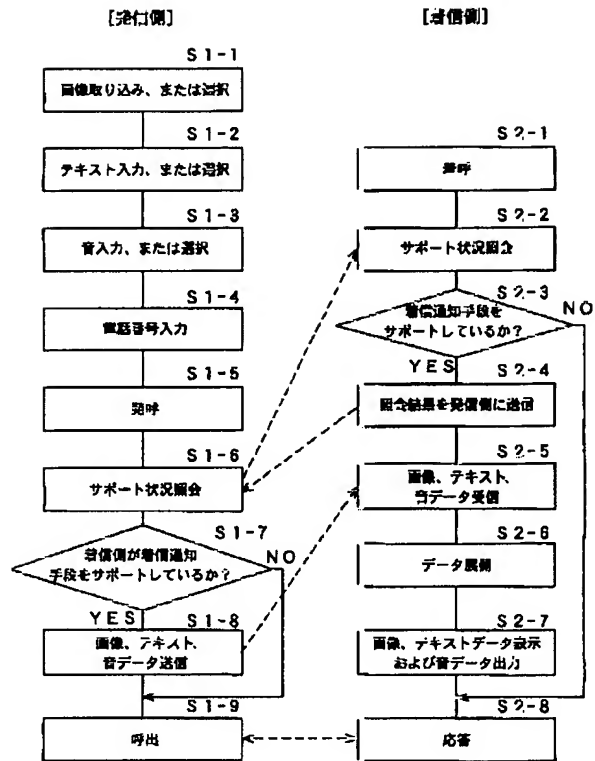 [発信側]
S1-1
画像取り込み、または選択
S1-2
テキスト入力、または選択
S1-3
音入力、または選択
S1-4
電話番号入力
S1-5
発呼
S1-6
サポート状況照会
S1-7
着信側が着信通知
手段をサポートしているか?
NO
YES
S1-8
画像、テキスト、
音データ送信
S1-9
呼出
[着信側]
S2-1
着呼
S2-2
サポート状況照会
S2-3
着信通知手段を
サポートしているか?
NO
YES
S2-4
照会結果を発信側に送信
S2-5
画像、テキスト、
音データ受信
S2-6
データ展開
S2-7
画像、テキストデータ表示
および音データ出力
S2-8
応答